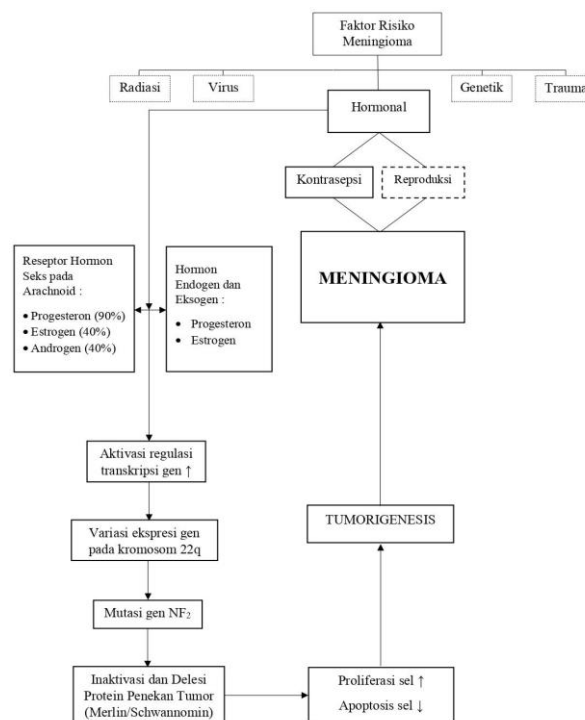 Faktor Risiko
Meningioma
Radiasi
Virus
Genetik
Trauma
Hormonal
Kontrasepsi
Reproduksi
MENINGIOMA
Reseptor Hormon
Seks pada
Arachnoid :
• Progesteron (90%)
• Estrogen (40%)
• Androgen (40%)
Hormon
Endogen dan
Eksogen :
• Progesteron
• Estrogen
Aktivasi regulasi
transkripsi gen ↑
Variasi ekspresi gen
pada kromosom 22q
Mutasi gen NF₂
Inaktivasi dan Delesi
Protein Penekan Tumor
(Merlin/Schwannomin)
TUMORIGENESIS
Proliferasi sel ↑
Apoptosis sel ↓